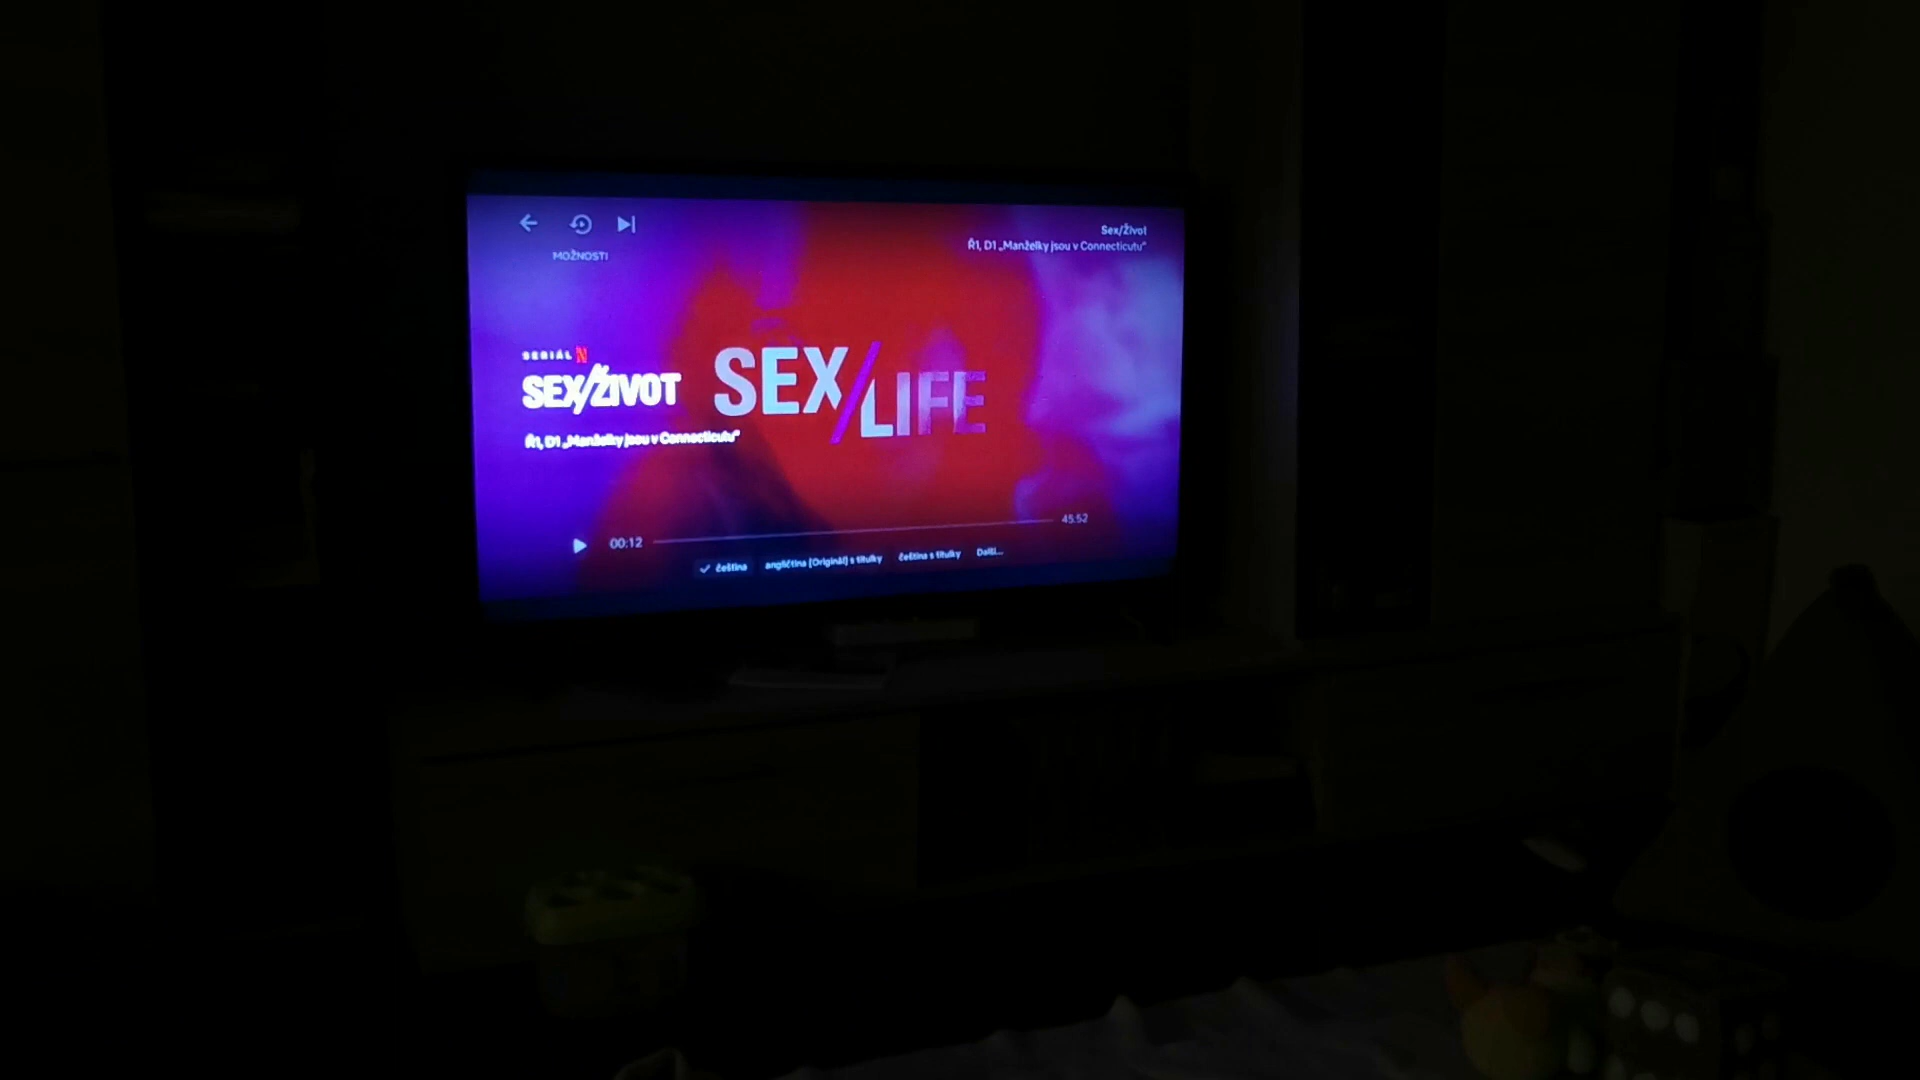 Sex/Život
Ř1, D1 „Manželky jsou v Connecticutu“
MOŽNOSTI
SERIÁL N
SEX/ŽIVOT
SEX/LIFE
Ř1, D1 „Manželky jsou v Connecticutu“
00:12
45:52
čeština
angličtina [Originál] s titulky
čeština s titulky
Další...